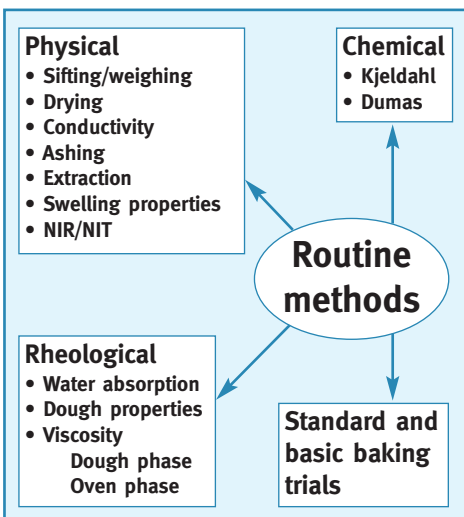 Physical
• Sifting/weighing
• Drying
• Conductivity
• Ashing
• Extraction
• Swelling properties
• NIR/NIT
Chemical
• Kjeldahl
• Dumas
Routine
methods
Rheological
• Water absorption
• Dough properties
• Viscosity
Dough phase
Oven phase
Standard and
basic baking
trials